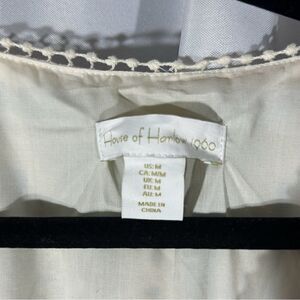 House of Harlow 1960
US: M
CA: M/M
UK: M
EU: M
AU: M
MADE IN
CHINA